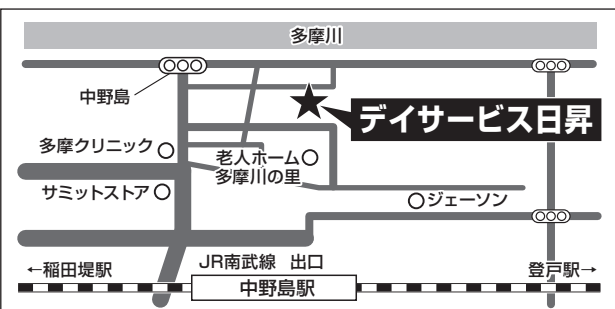 多摩川
中野島
デイサービス日昇
多摩クリニック
老人ホーム
多摩川の里
サミットストア
ジェーソン
JR南武線 出口
←稲田堤駅
登戸駅→
中野島駅